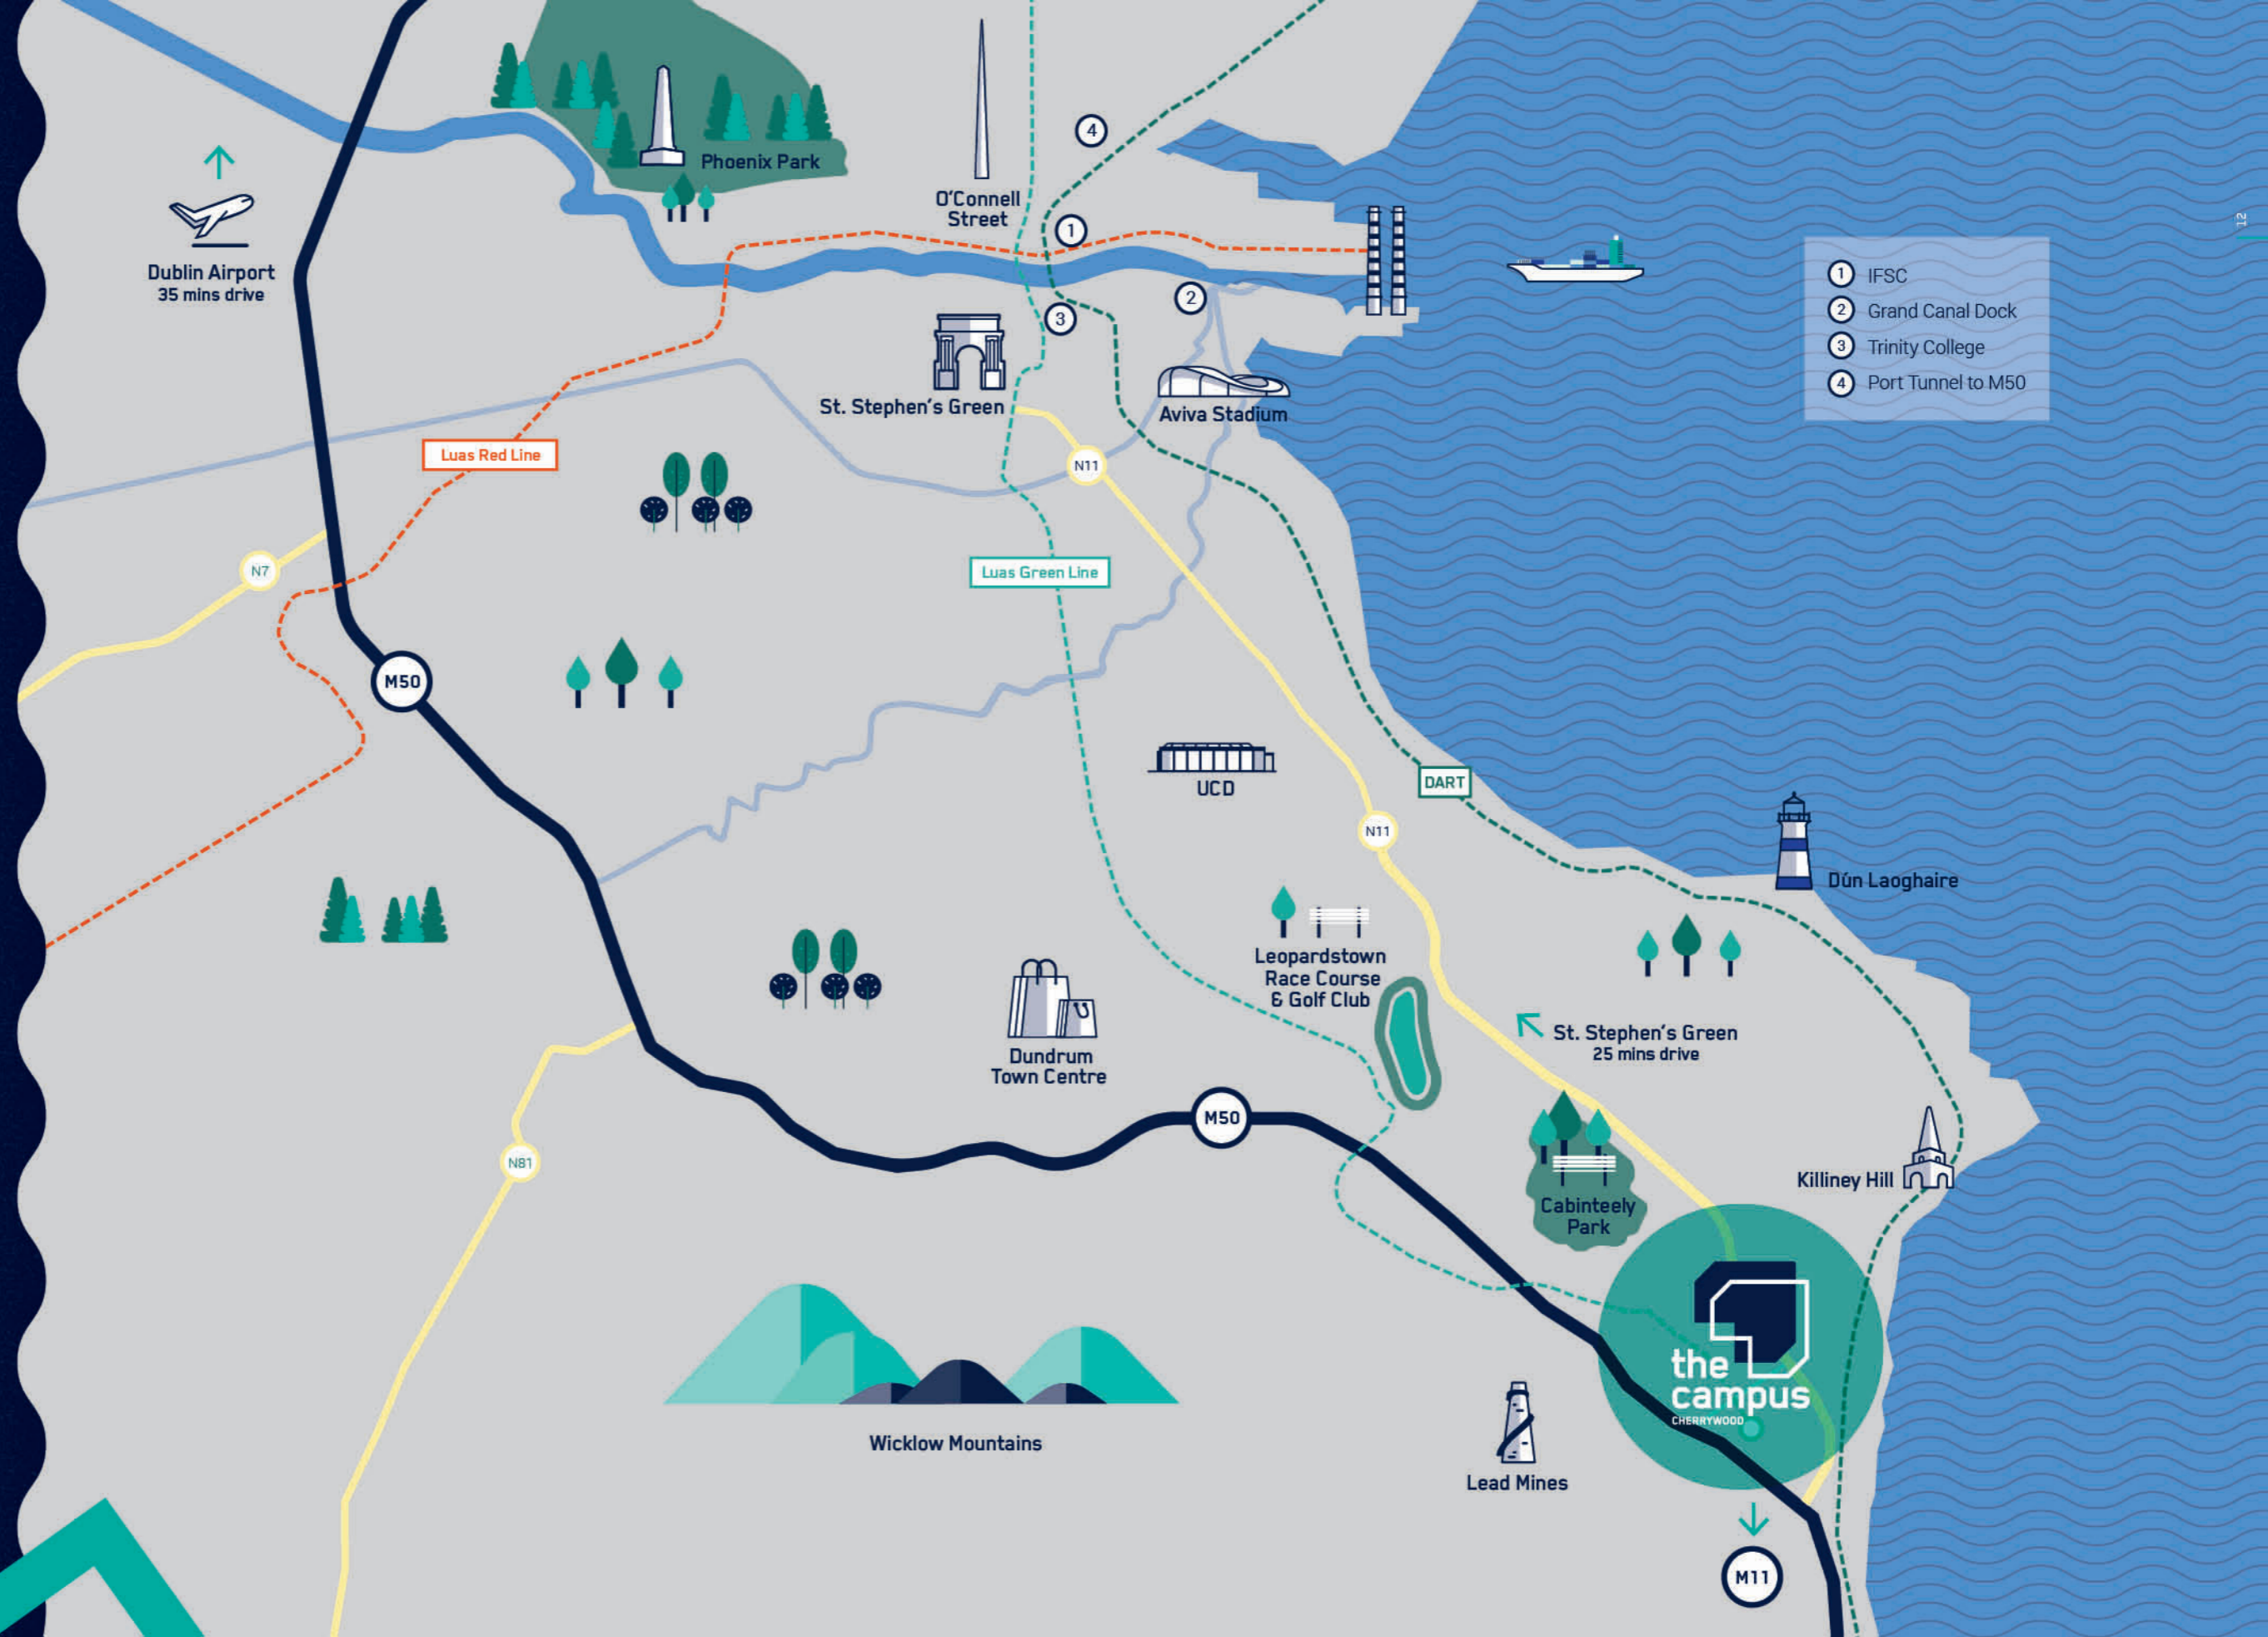 Phoenix Park
4
O'Connell
Street
12
1
Dublin Airport
35 mins drive
1 IFSC
2 Grand Canal Dock
3 Trinity College
4 Port Tunnel to M50
2
3
St. Stephen's Green
Aviva Stadium
Luas Red Line
N11
N7
Luas Green Line
M50
UCD
DART
N11
Dún Laoghaire
Leopardstown
Race Course
& Golf Club
St. Stephen's Green
25 mins drive
Dundrum
Town Centre
M50
N81
Killiney Hill
Cabinteely
Park
the
campus
CHERRYWOOD
Wicklow Mountains
Lead Mines
M11